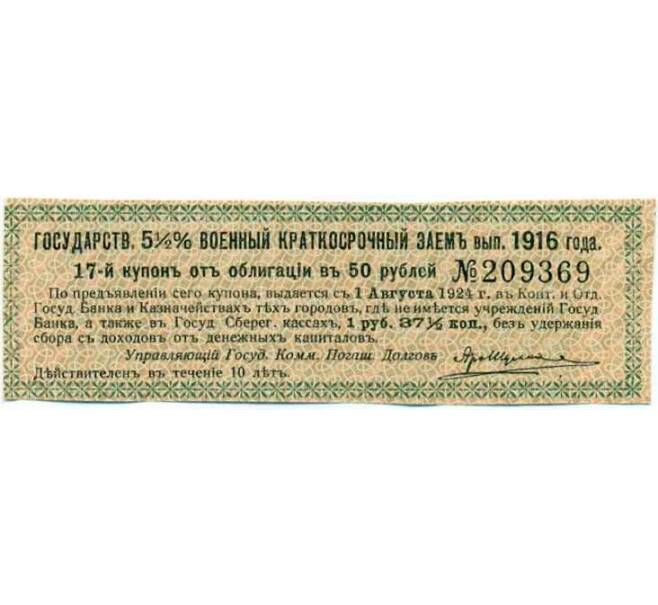 ГОСУДАРСТВ. 5½% ВОЕННЫЙ КРАТКОСРОЧНЫЙ ЗАЕМЪ вып. 1916 года.
17-й купонъ отъ облигаціи въ 50 рублей № 209369
По предъявленіи сего купона, выдается съ 1 Августа 1924 г. въ Конт. и Отд.
Госуд. Банка и Казначействахъ тѣхъ городовъ, гдѣ не имѣется учрежденій Госуд
Банка, а также въ Госуд Сберег. кассахъ, 1 руб. 37½ коп., безъ удержанія
сбора съ доходовъ отъ денежныхъ капиталовъ.
Управляющій Госуд. Комм. Погаш. Долговъ
Дѣйствителенъ въ теченіе 10 лѣтъ.